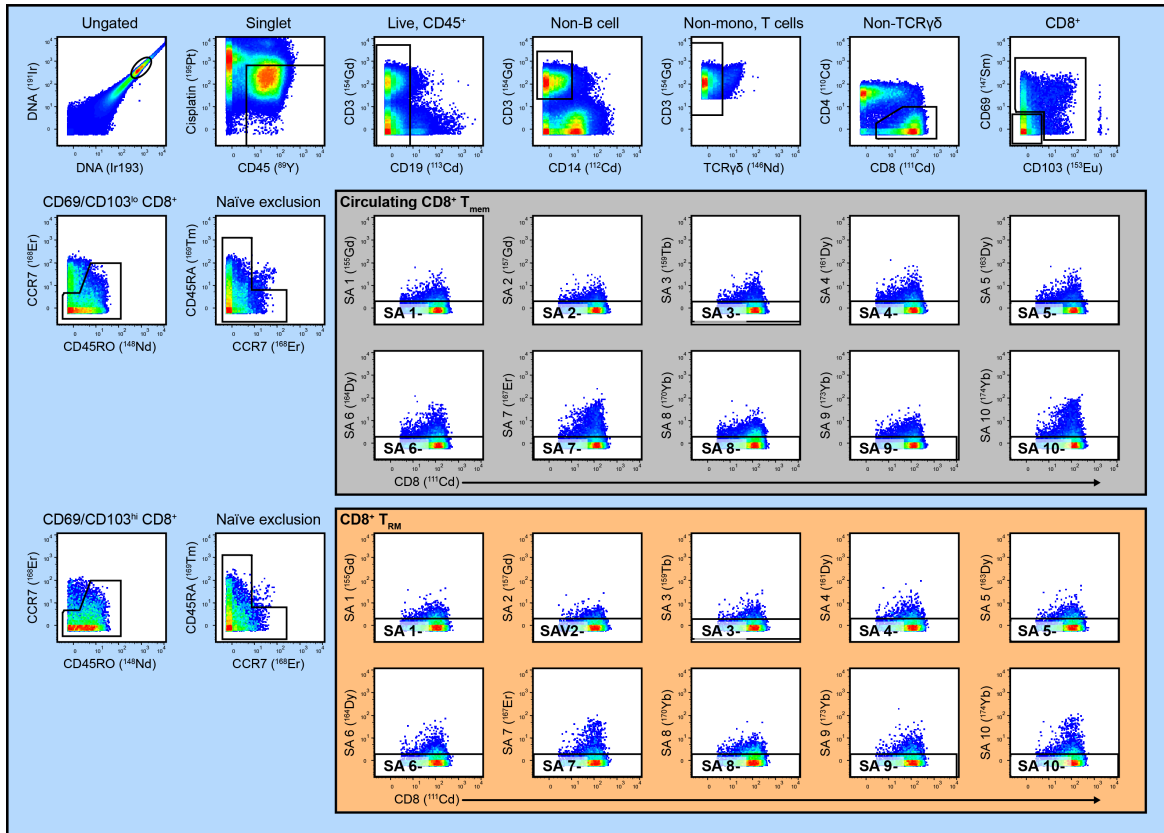 Ungated Singlet Live, CD45⁺ Non-B cell Non-mono, T cells Non-TCRγδ CD8⁺
DNA (¹⁹¹Ir) Cisplatin (¹⁹⁵Pt) CD3 (¹⁵⁴Gd) CD3 (¹⁵⁴Gd) CD3 (¹⁵⁴Gd) CD4 (¹¹⁰Cd) CD69 (¹⁴⁷Sm)
DNA (Ir193) CD45 (⁸⁹Y) CD19 (¹¹³Cd) CD14 (¹¹²Cd) TCRγδ (¹⁴⁶Nd) CD8 (¹¹¹Cd) CD103 (¹⁵³Eu)
CD69/CD103ˡᵒ CD8⁺ Naïve exclusion
CCR7 (¹⁶⁸Er) CD45RA (¹⁶⁹Tm)
CD45RO (¹⁴⁸Nd) CCR7 (¹⁶⁸Er)
Circulating CD8⁺ Tmem
SA 1 (¹⁵⁵Gd) SA 2 (¹⁵⁷Gd) SA 3 (¹⁵⁹Tb) SA 4 (¹⁶¹Dy) SA 5 (¹⁶³Dy)
SA 1- SA 2- SA 3- SA 4- SA 5-
SA 6 (¹⁶⁴Dy) SA 7 (¹⁶⁷Er) SA 8 (¹⁷⁰Yb) SA 9 (¹⁷³Yb) SA 10 (¹⁷⁴Yb)
SA 6- SA 7- SA 8- SA 9- SA 10-
CD8 (¹¹¹Cd)
CD69/CD103ʰⁱ CD8⁺ Naïve exclusion
CCR7 (¹⁶⁸Er) CD45RA (¹⁶⁹Tm)
CD45RO (¹⁴⁸Nd) CCR7 (¹⁶⁸Er)
CD8⁺ TRM
SA 1 (¹⁵⁵Gd) SA 2 (¹⁵⁷Gd) SA 3 (¹⁵⁹Tb) SA 4 (¹⁶¹Dy) SA 5 (¹⁶³Dy)
SA 1- SAV2- SA 3- SA 4- SA 5-
SA 6 (¹⁶⁴Dy) SA 7 (¹⁶⁷Er) SA 8 (¹⁷⁰Yb) SA 9 (¹⁷³Yb) SA 10 (¹⁷⁴Yb)
SA 6- SA 7- SA 8- SA 9- SA 10-
CD8 (¹¹¹Cd)